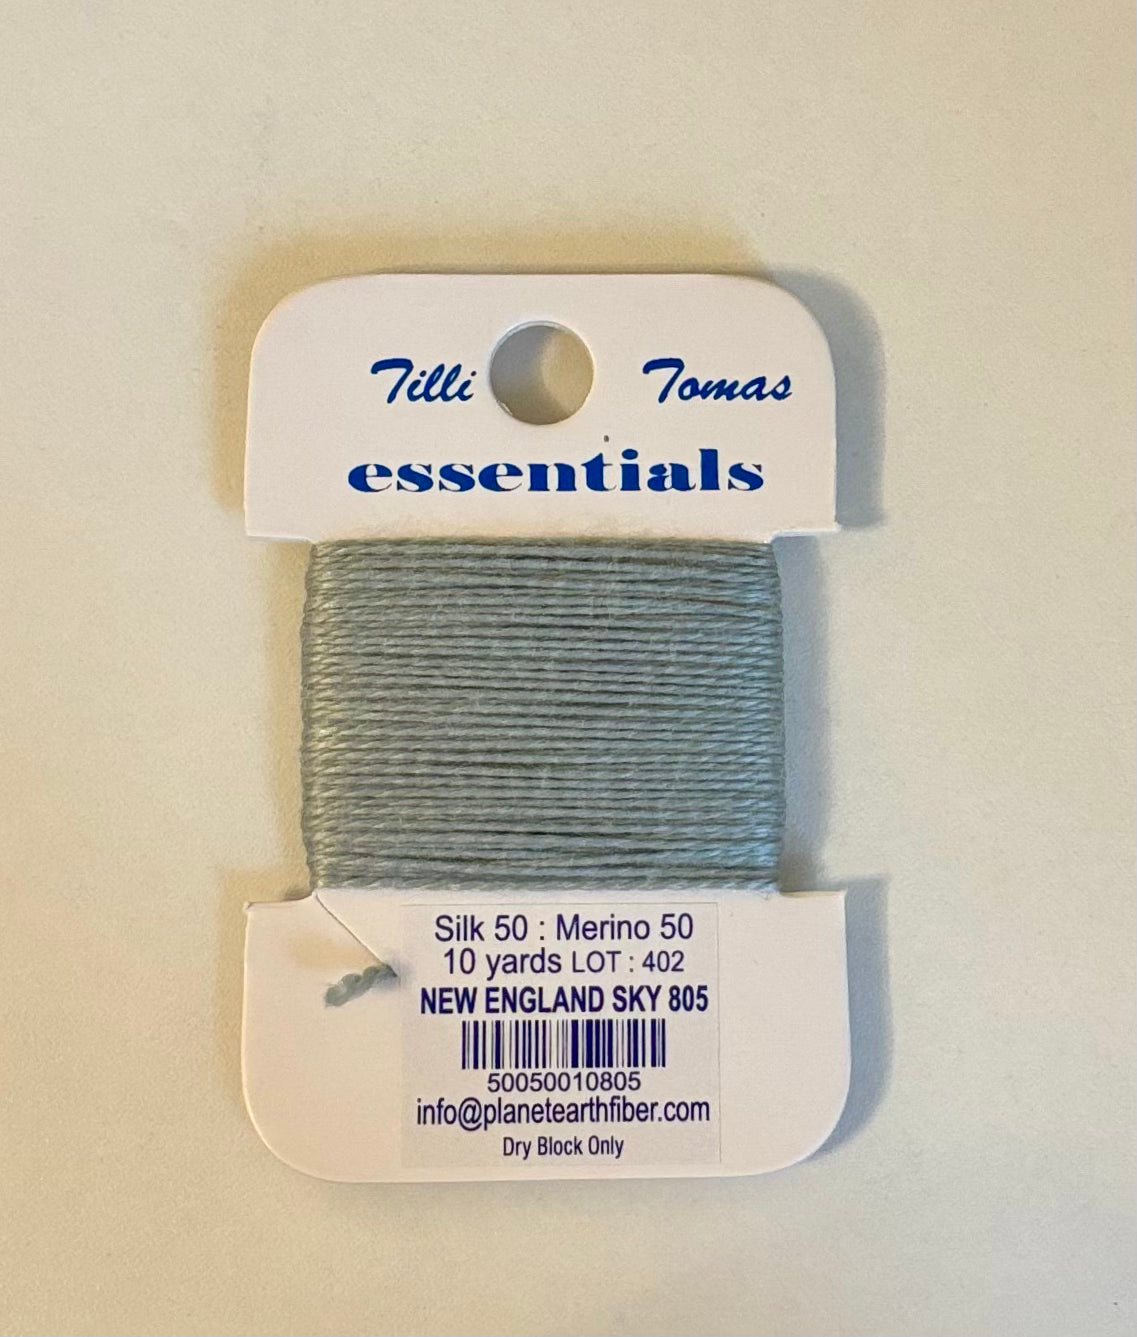 Tilli Tomas
essentials
Silk 50 : Merino 50
10 yards LOT : 402
NEW ENGLAND SKY 805
50050010805
info@planetearthfiber.com
Dry Block Only